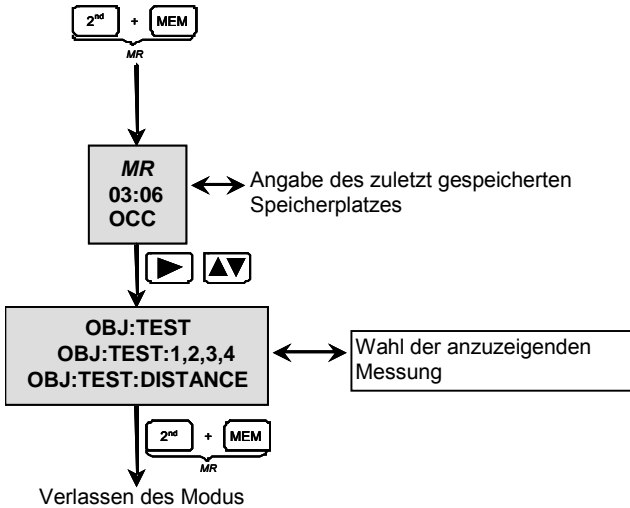 2nd + MEM
MR
MR
03:06
OCC
Angabe des zuletzt gespeicherten
Speicherplatzes
OBJ:TEST
OBJ:TEST:1,2,3,4
OBJ:TEST:DISTANCE
Wahl der anzuzeigenden
Messung
2nd + MEM
MR
Verlassen des Modus